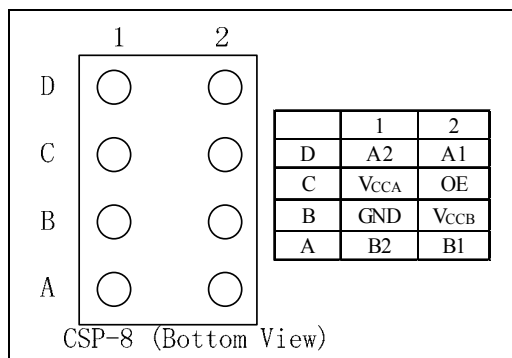 1 2
D
C
B
A
CSP-8 (Bottom View)
1 2
D A2 A1
C VCCA OE
B GND VCCB
A B2 B1